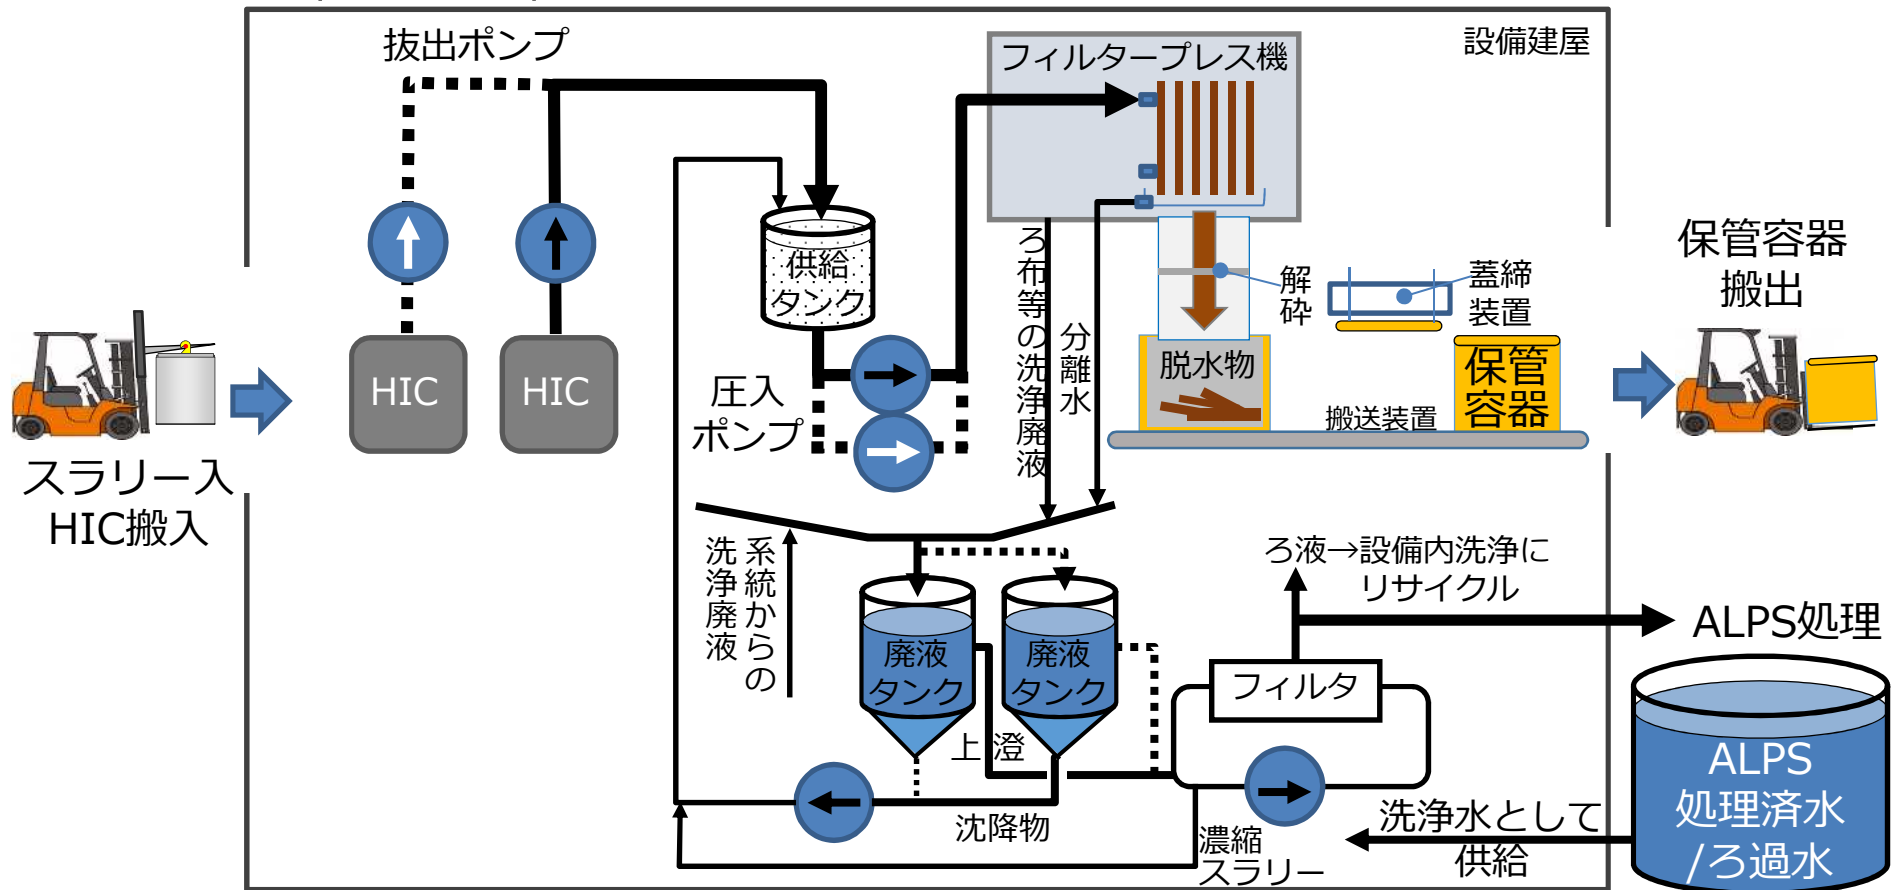 設備建屋
抜出ポンプ
フィルタープレス機
供給
タンク
HIC
HIC
圧入
ポンプ
ろ布等の洗浄廃液
分離水
解砕
蓋締
装置
脱水物
保管
容器
搬送装置
保管容器
搬出
スラリー入
HIC搬入
系統からの
洗浄廃液
廃液
タンク
廃液
タンク
上澄
沈降物
ろ液→設備内洗浄に
リサイクル
フィルタ
濃縮
スラリー
ALPS処理
洗浄水として
供給
ALPS
処理済水
/ろ過水